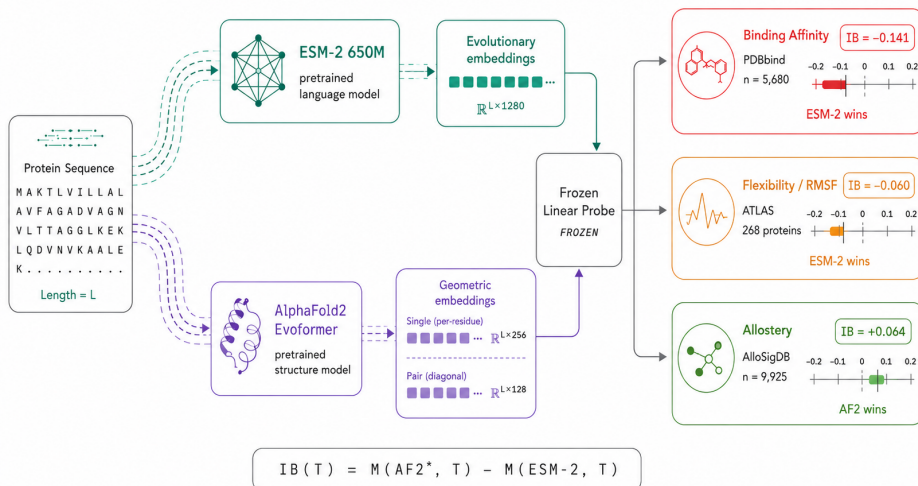 Protein Sequence
M A K T L V I L L A L
A V F A G A D V A G N
V L T T A G G L K E K
L Q D V N V K A A L E
K . . . . . . . . . .
Length = L
ESM-2 650M
pretrained
language model
Evolutionary
embeddings
...
ℝ^L×1280
AlphaFold2
Evoformer
pretrained
structure model
Geometric
embeddings
Single (per-residue)
... ℝ^L×256
Pair (diagonal)
... ℝ^L×128
Frozen
Linear Probe
FROZEN
Binding Affinity
IB = −0.141
PDBbind
n = 5,680
-0.2 -0.1 0 0.1 0.2
ESM-2 wins
Flexibility / RMSF
IB = −0.060
ATLAS
268 proteins
-0.2 -0.1 0 0.1 0.2
ESM-2 wins
Allostery
IB = +0.064
AlloSigDB
n = 9,925
-0.2 -0.1 0 0.1 0.2
AF2 wins
IB(T) = M(AF2*, T) − M(ESM-2, T)